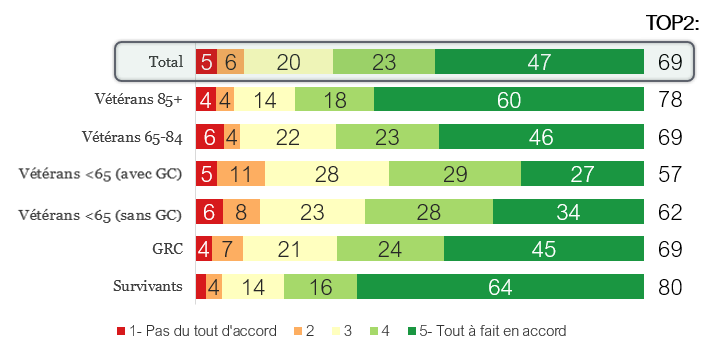 TOP2:
Total 5 6 20 23 47 69
Vétérans 85+ 4 4 14 18 60 78
Vétérans 65-84 6 4 22 23 46 69
Vétérans <65 (avec GC) 5 11 28 29 27 57
Vétérans <65 (sans GC) 6 8 23 28 34 62
GRC 4 7 21 24 45 69
Survivants 4 14 16 64 80
1- Pas du tout d'accord 2 3 4 5- Tout à fait en accord